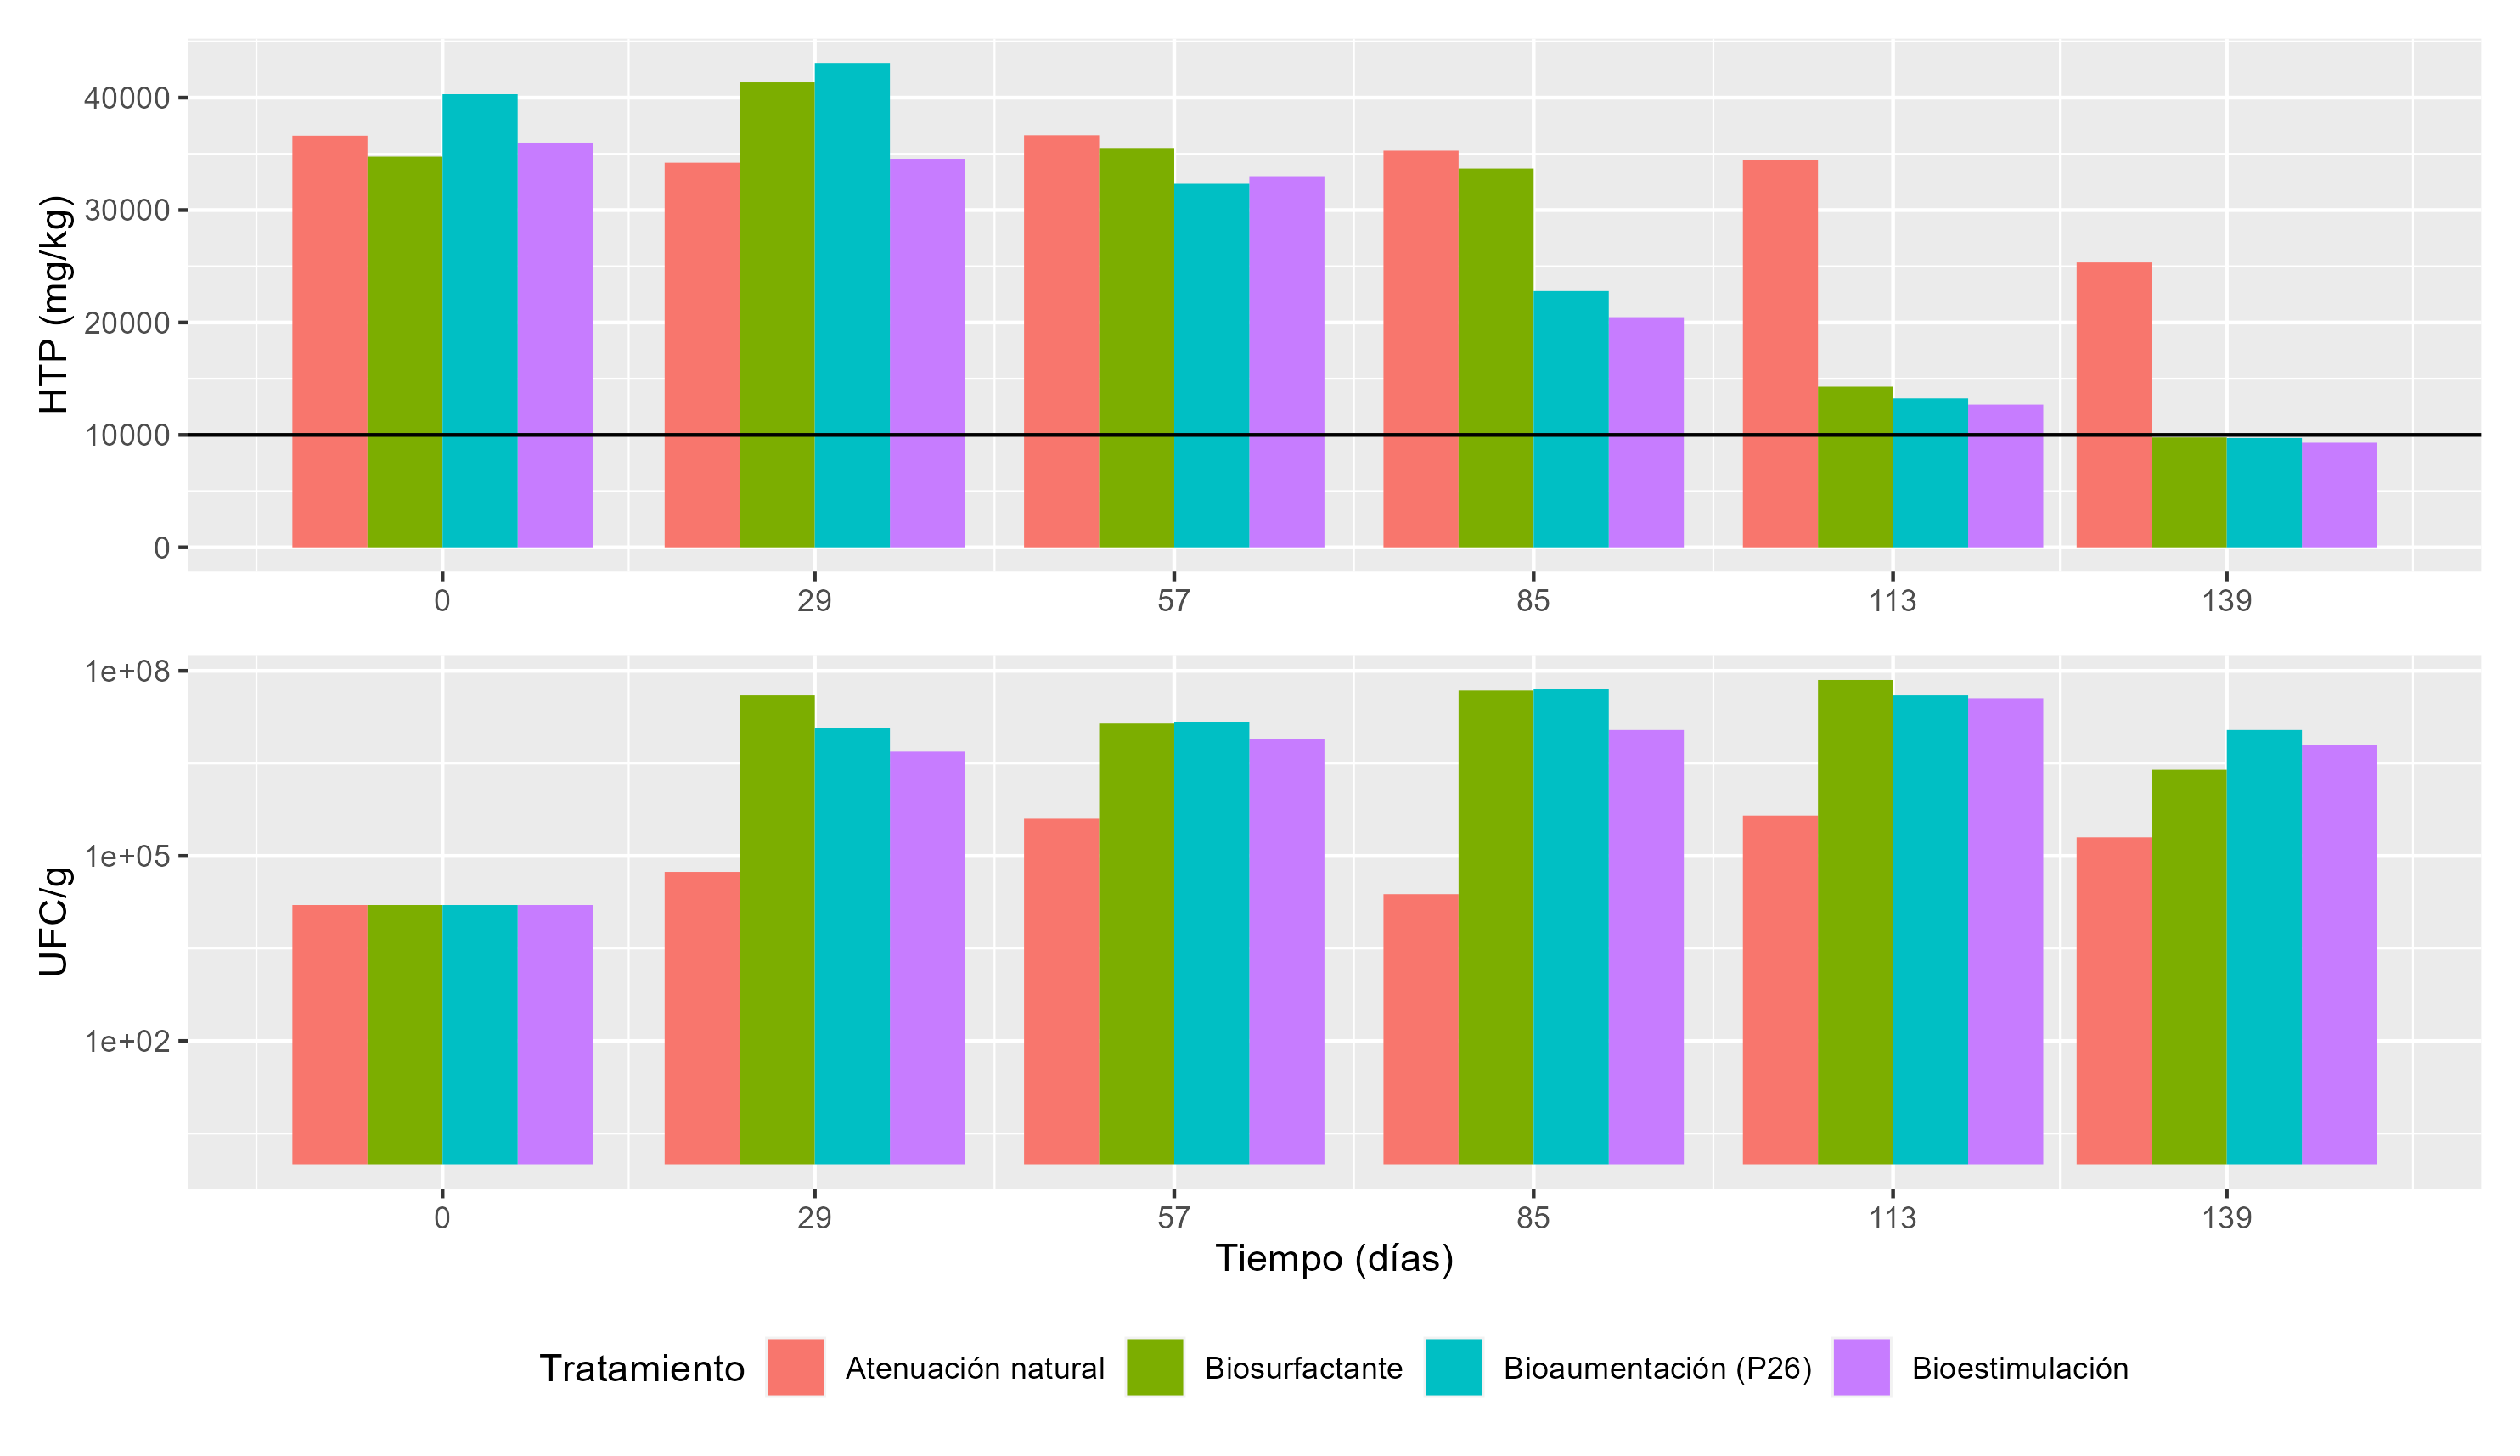 HTTP (mg/kg)
40000
30000
20000
10000
0
0 29 57 85 113 139
UFC/g
1e+08
1e+05
1e+02
0 29 57 85 113 139
Tiempo (días)
Tratamiento Atenuación natural Biosurfactante Bioaumentación (P26) Bioestimulación